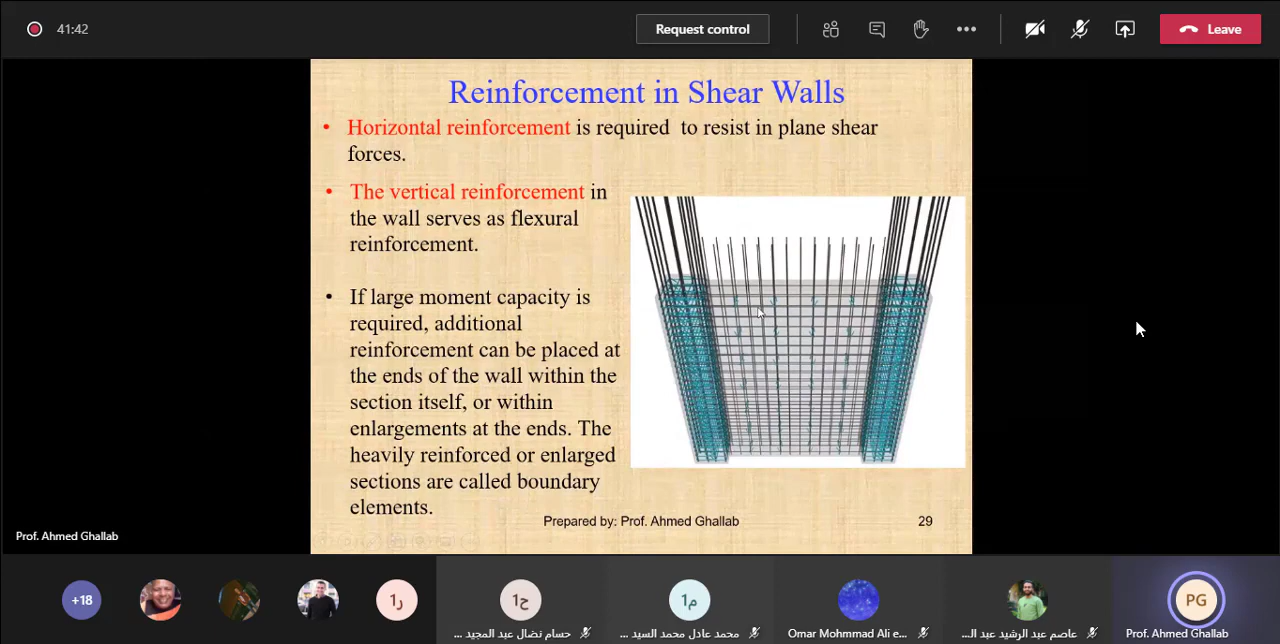 41:42
Request control
Leave
Reinforcement in Shear Walls
• Horizontal reinforcement is required to resist in plane shear
forces.
• The vertical reinforcement in
the wall serves as flexural
reinforcement.
• If large moment capacity is
required, additional
reinforcement can be placed at
the ends of the wall within the
section itself, or within
enlargements at the ends. The
heavily reinforced or enlarged
sections are called boundary
elements.
Prepared by: Prof. Ahmed Ghallab
29
Prof. Ahmed Ghallab
+18
ر1
ح1
م1
PG
حسام نضال عبد المجيد ...
محمد عادل محمد السيد ...
Omar Mohmmad Ali e...
عاصم عبد الرشيد عبد ال...
Prof. Ahmed Ghallab